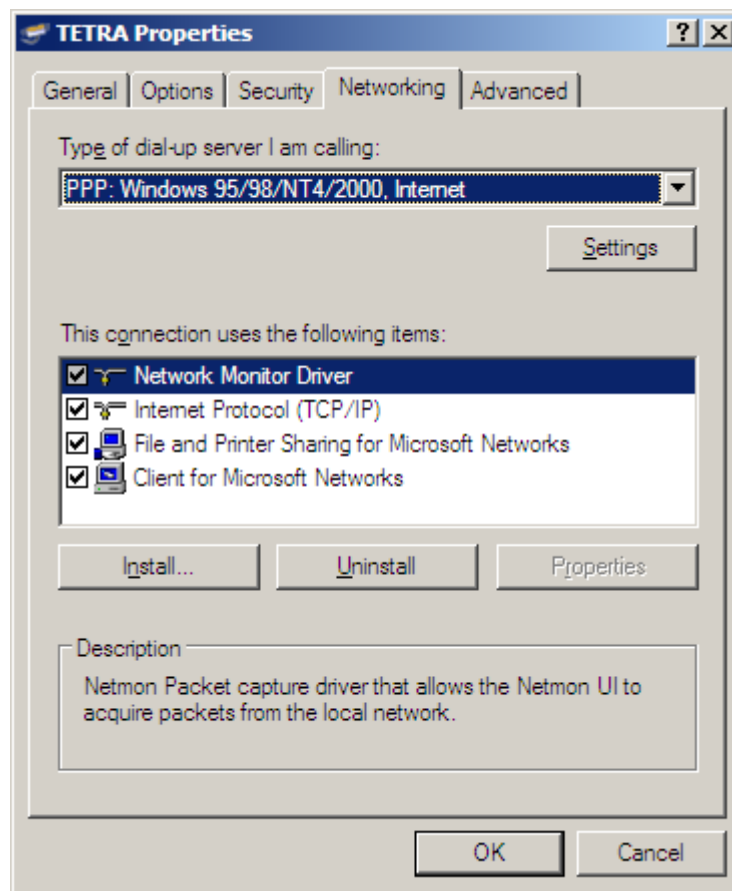 TETRA Properties
General Options Security Networking Advanced
Type of dial-up server I am calling:
PPP: Windows 95/98/NT4/2000, Internet
Settings
This connection uses the following items:
Network Monitor Driver
Internet Protocol (TCP/IP)
File and Printer Sharing for Microsoft Networks
Client for Microsoft Networks
Install... Uninstall Properties
Description
Netmon Packet capture driver that allows the Netmon UI to
acquire packets from the local network.
OK Cancel